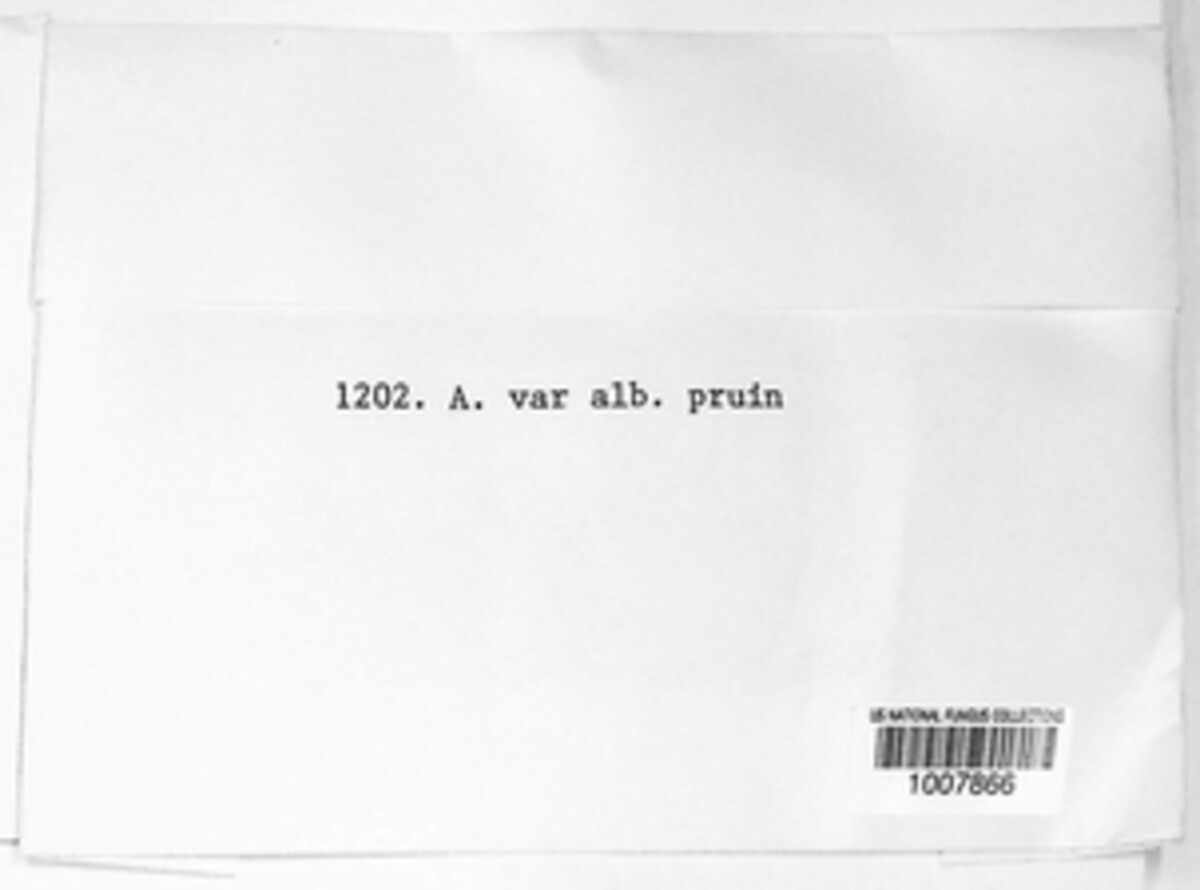 1202. A. var alb. pruin
US NATIONAL FUNGUS COLLECTIONS
1007866